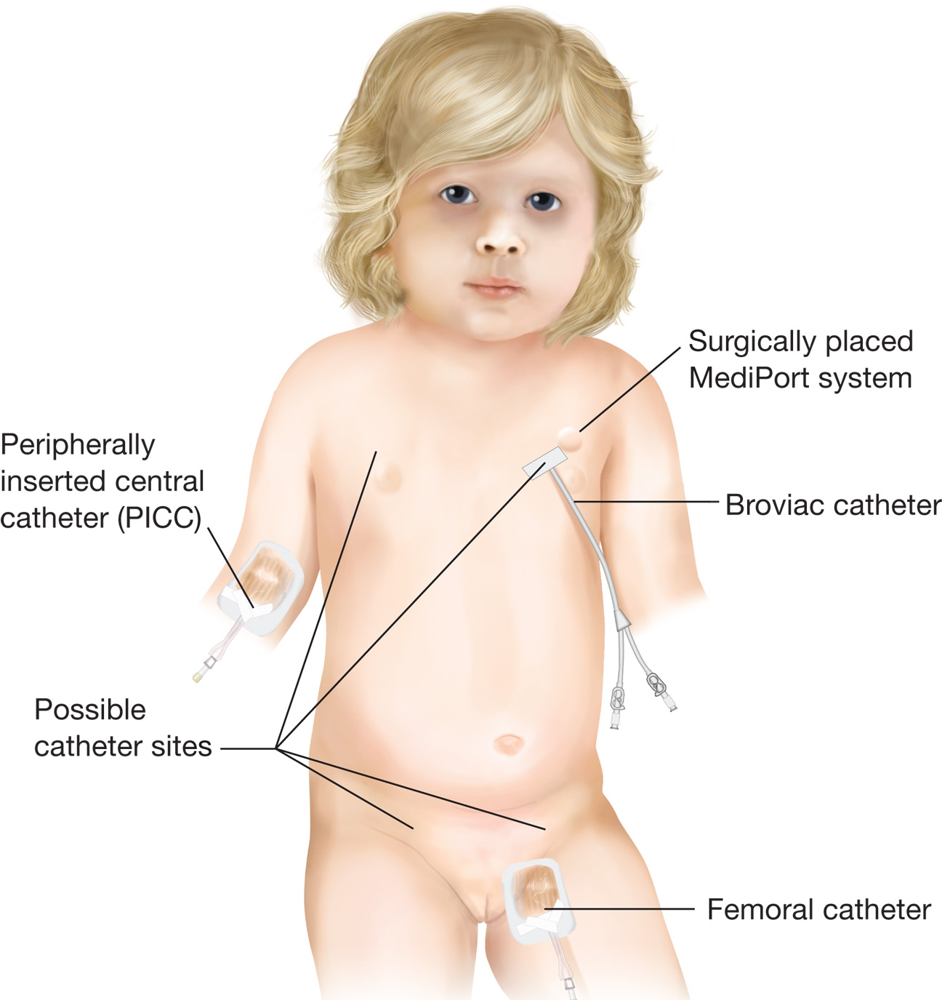 Surgically placed
MediPort system
Peripherally
inserted central
catheter (PICC)
Broviac catheter
Possible
catheter sites
Femoral catheter